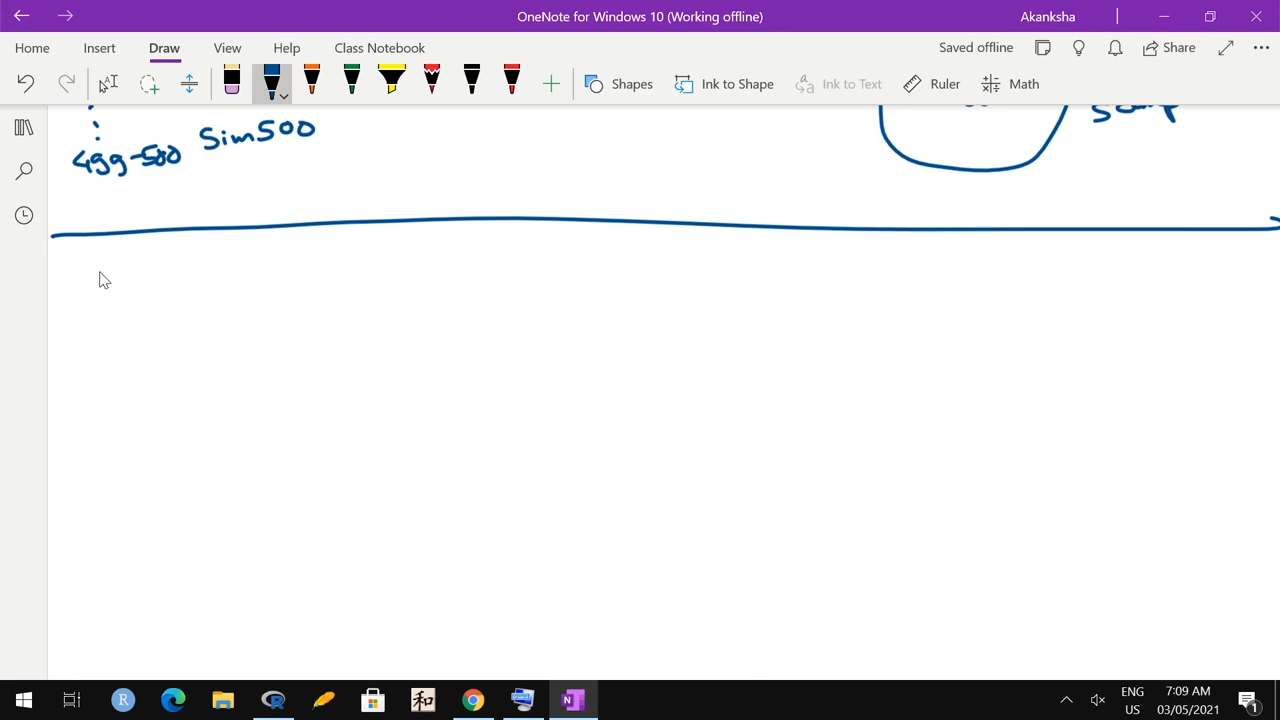 OneNote for Windows 10 (Working offline)
Akanksha
Home Insert Draw View Help Class Notebook
Saved offline Share
Shapes Ink to Shape Ink to Text Ruler Math
499-500 Sim500
ENG
US
7:09 AM
03/05/2021
1